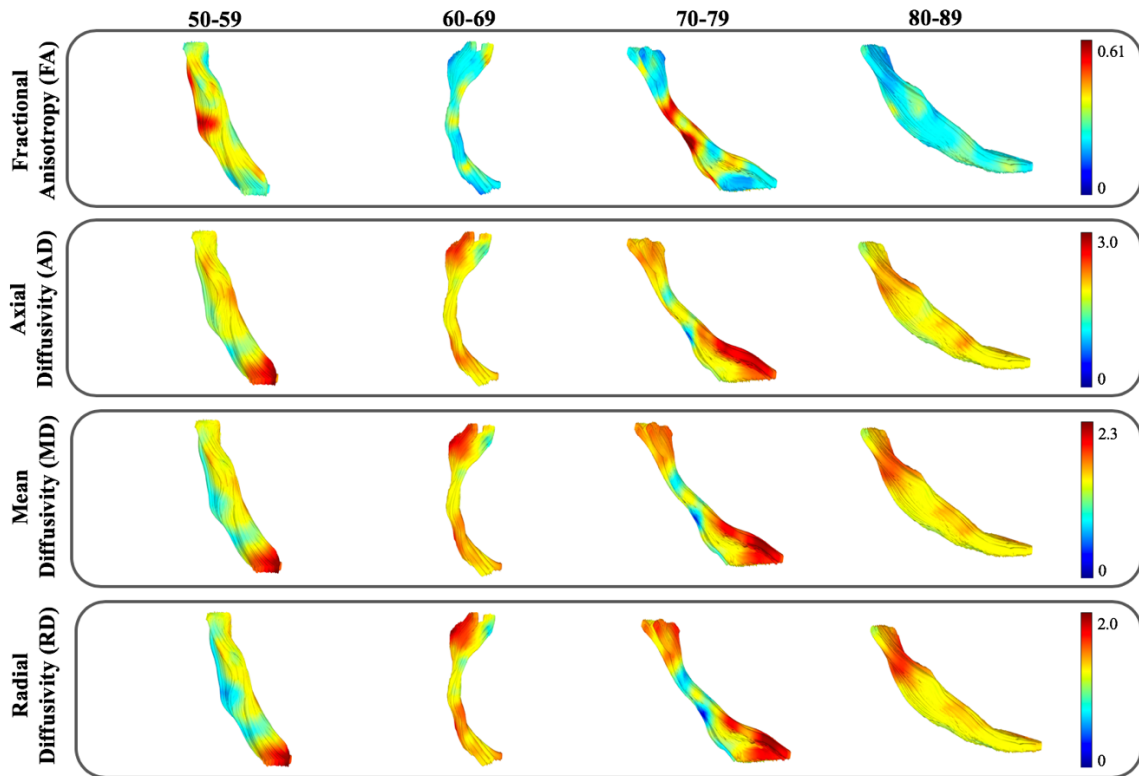 50-59 60-69 70-79 80-89
Fractional
Anisotropy (FA)
0.61
0
Axial
Diffusivity (AD)
3.0
0
Mean
Diffusivity (MD)
2.3
0
Radial
Diffusivity (RD)
2.0
0